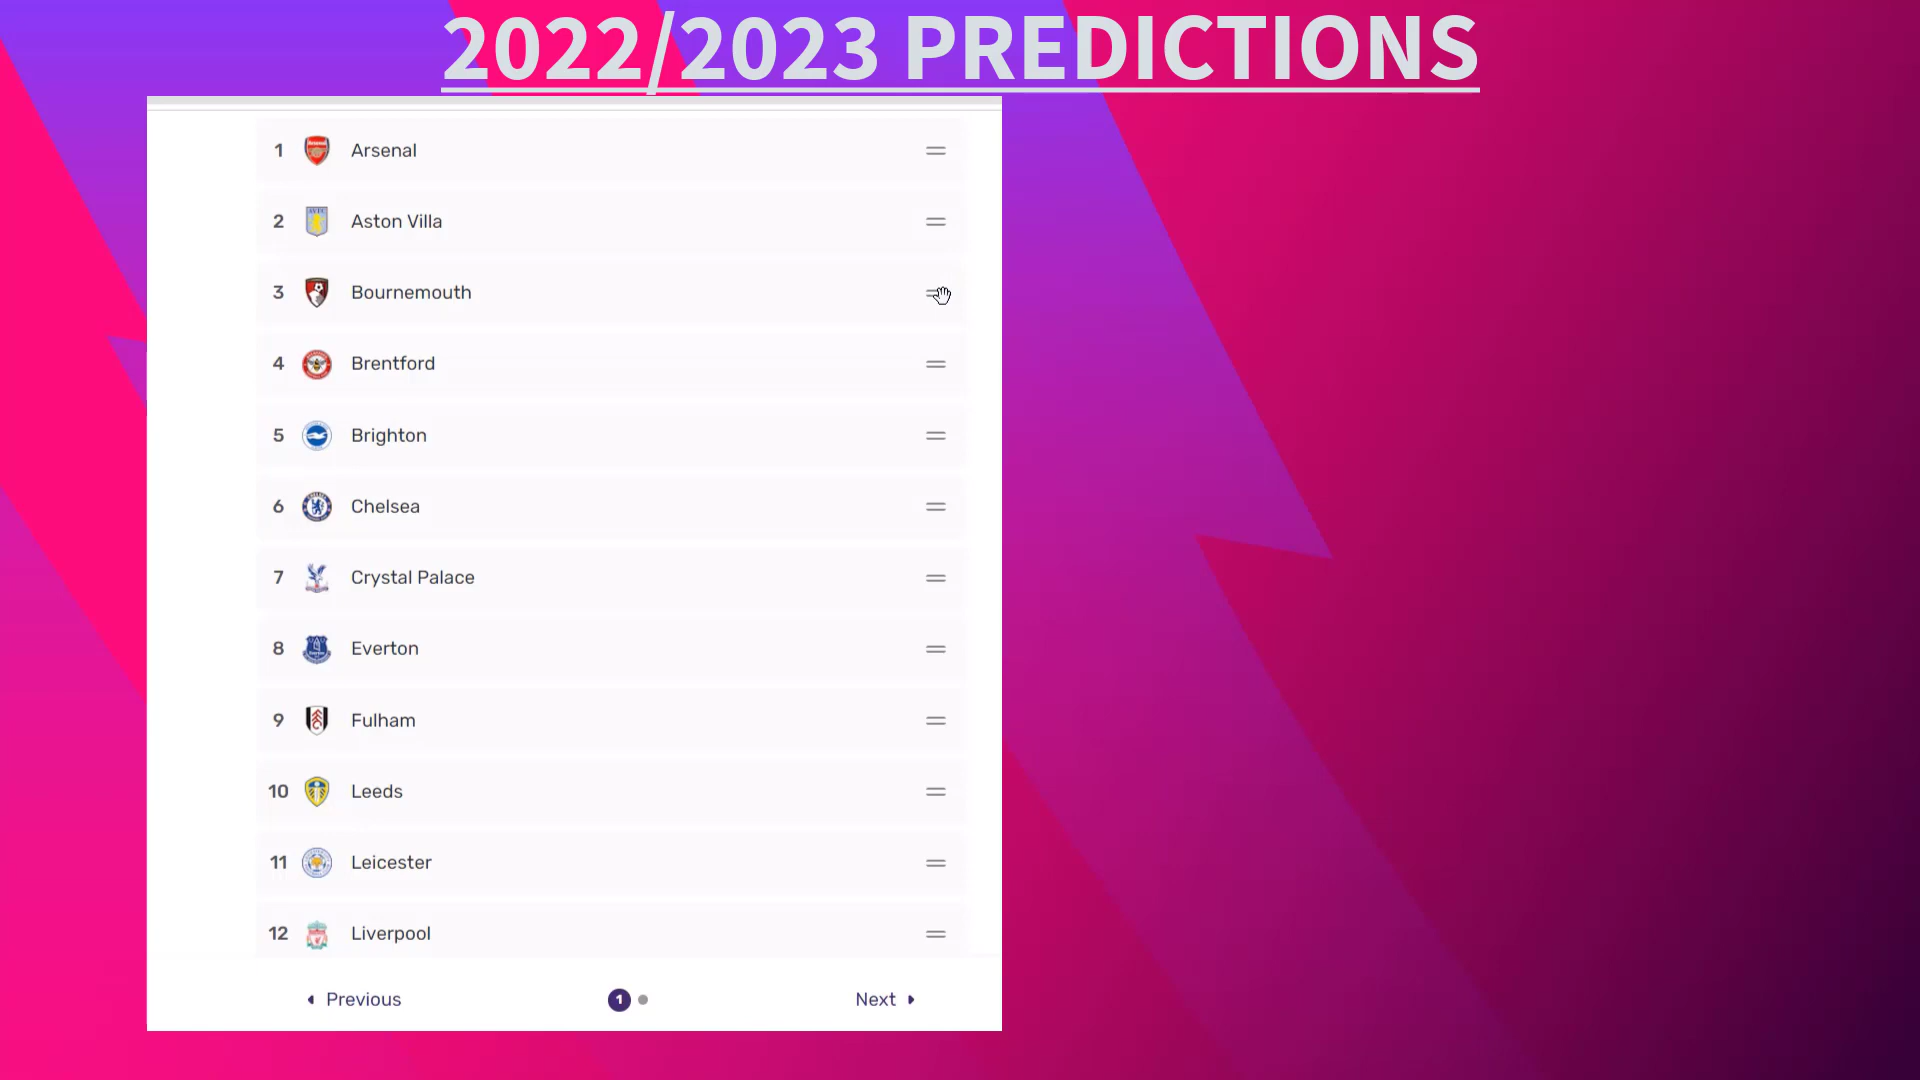 2022/2023 PREDICTIONS
1 Arsenal
2 Aston Villa
3 Bournemouth
4 Brentford
5 Brighton
6 Chelsea
7 Crystal Palace
8 Everton
9 Fulham
10 Leeds
11 Leicester
12 Liverpool
Previous 1 Next